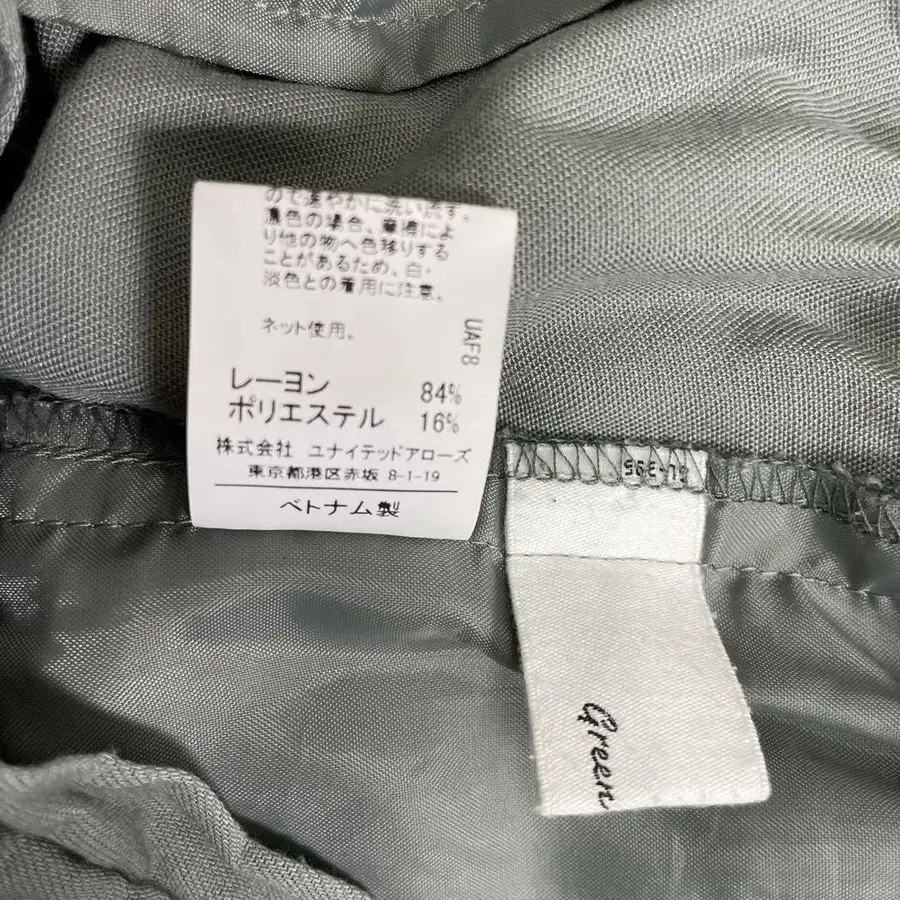 ので速やかに洗い流す。
濃色の場合、摩擦によ
り他の物へ色移りする
ことがあるため、白・
淡色との着用に注意。
ネット使用。
UAF8
レーヨン 84%
ポリエステル 16%
株式会社 ユナイテッドアローズ
東京都港区赤坂 8-1-19
ベトナム製
Green